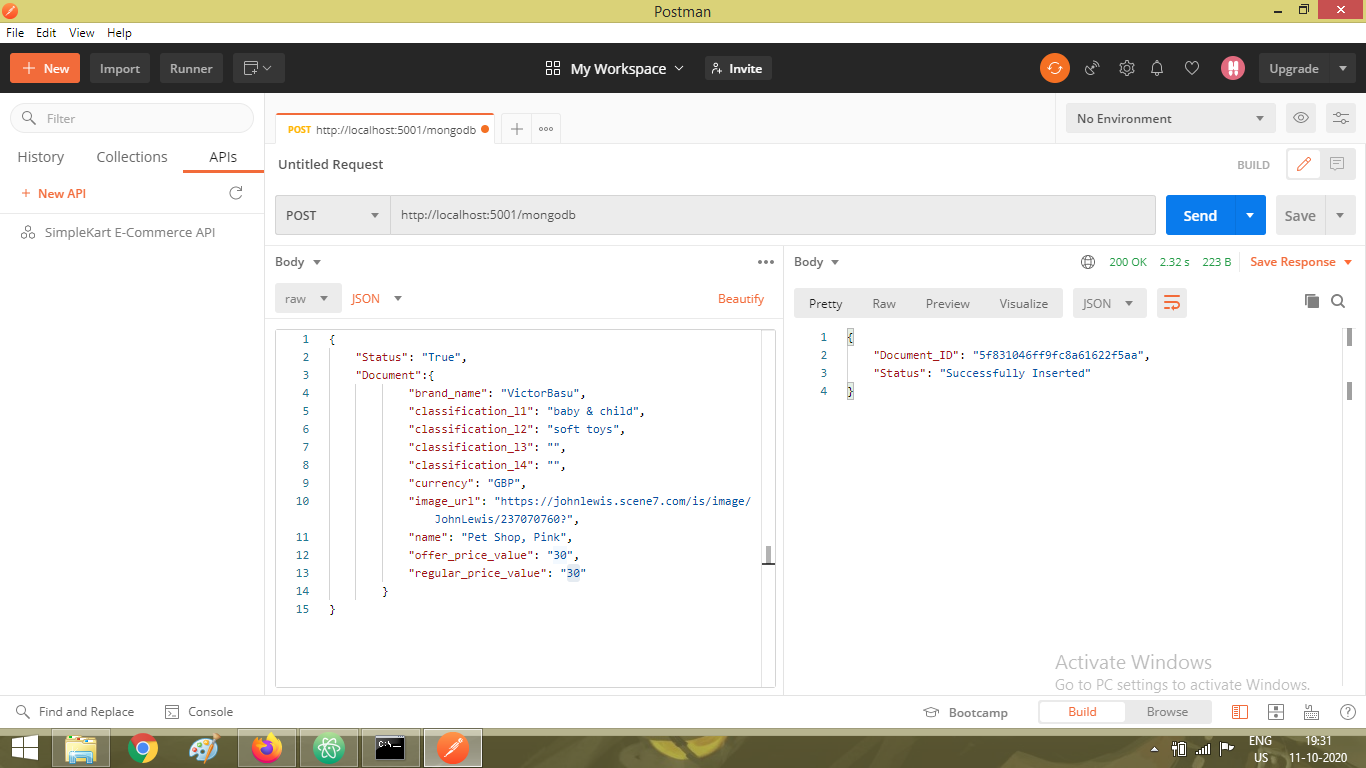 Postman
File Edit View Help
New Import Runner My Workspace Invite Upgrade
Filter
History Collections APIs
New API
SimpleKart E-Commerce API
POST http://localhost:5001/mongodb
No Environment
Untitled Request
BUILD
POST http://localhost:5001/mongodb
Send Save
Body
raw JSON Beautify
1 {
2 "Status": "True",
3 "Document":{
4 "brand_name": "VictorBasu",
5 "classification_l1": "baby & child",
6 "classification_l2": "soft toys",
7 "classification_l3": "",
8 "classification_l4": "",
9 "currency": "GBP",
10 "image_url": "https://johnlewis.scene7.com/is/image/
JohnLewis/237070760?",
11 "name": "Pet Shop, Pink",
12 "offer_price_value": "30",
13 "regular_price_value": "30"
14 }
15 }
Body 200 OK 2.32 s 223 B Save Response
Pretty Raw Preview Visualize JSON
1 {
2 "Document_ID": "5f831046ff9fc8a61622f5aa",
3 "Status": "Successfully Inserted"
4 }
Activate Windows
Go to PC settings to activate Windows.
Find and Replace Console Bootcamp Build Browse
C:\_
ENG 19:31
US 11-10-2020